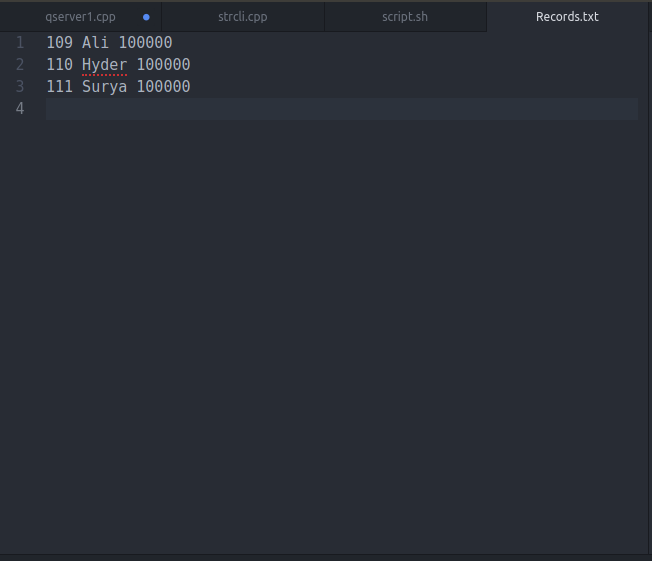 qserver1.cpp strcli.cpp script.sh Records.txt
1 109 Ali 100000
2 110 Hyder 100000
3 111 Surya 100000
4